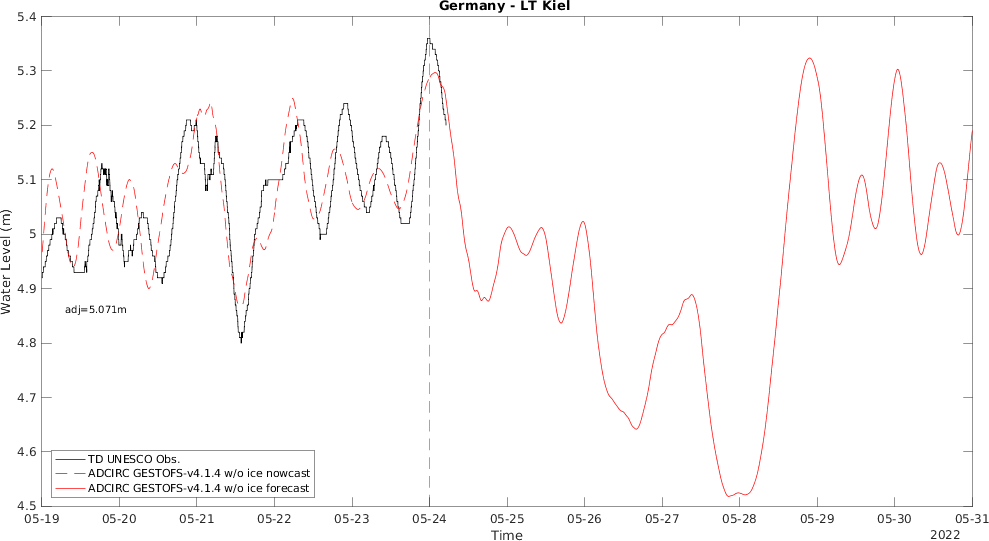 Germany - LT Kiel
5.4
5.3
5.2
5.1
5
4.9
4.8
4.7
4.6
4.5
Water Level (m)
adj=5.071m
TD UNESCO Obs.
ADCIRC GESTOFS-v4.1.4 w/o ice nowcast
ADCIRC GESTOFS-v4.1.4 w/o ice forecast
05-19 05-20 05-21 05-22 05-23 05-24 05-25 05-26 05-27 05-28 05-29 05-30 05-31
Time
2022